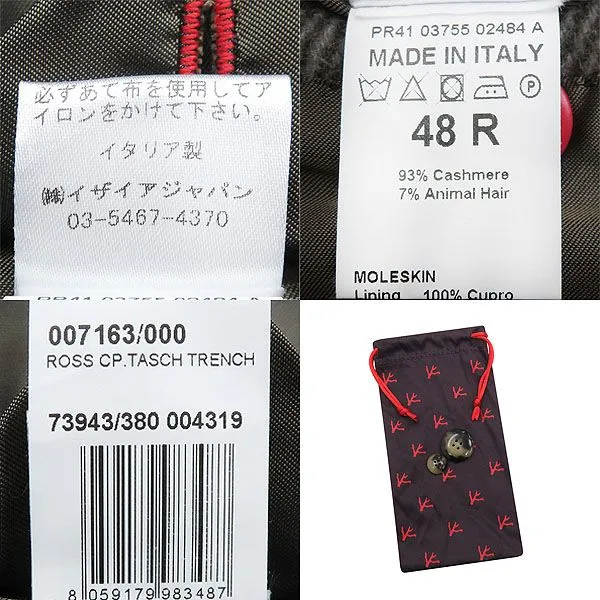 必ずあて布を使用してア
イロンをかけて下さい。
イタリア製
㈱イザイアジャパン
03-5467-4370
PR41 03755 02484 A
PR41 03755 02484 A
MADE IN ITALY
48 R
93% Cashmere
7% Animal Hair
MOLESKIN
Lining 100% Cupro
007163/000
ROSS CP.TASCH TRENCH
73943/380 004319
8 059179 983487